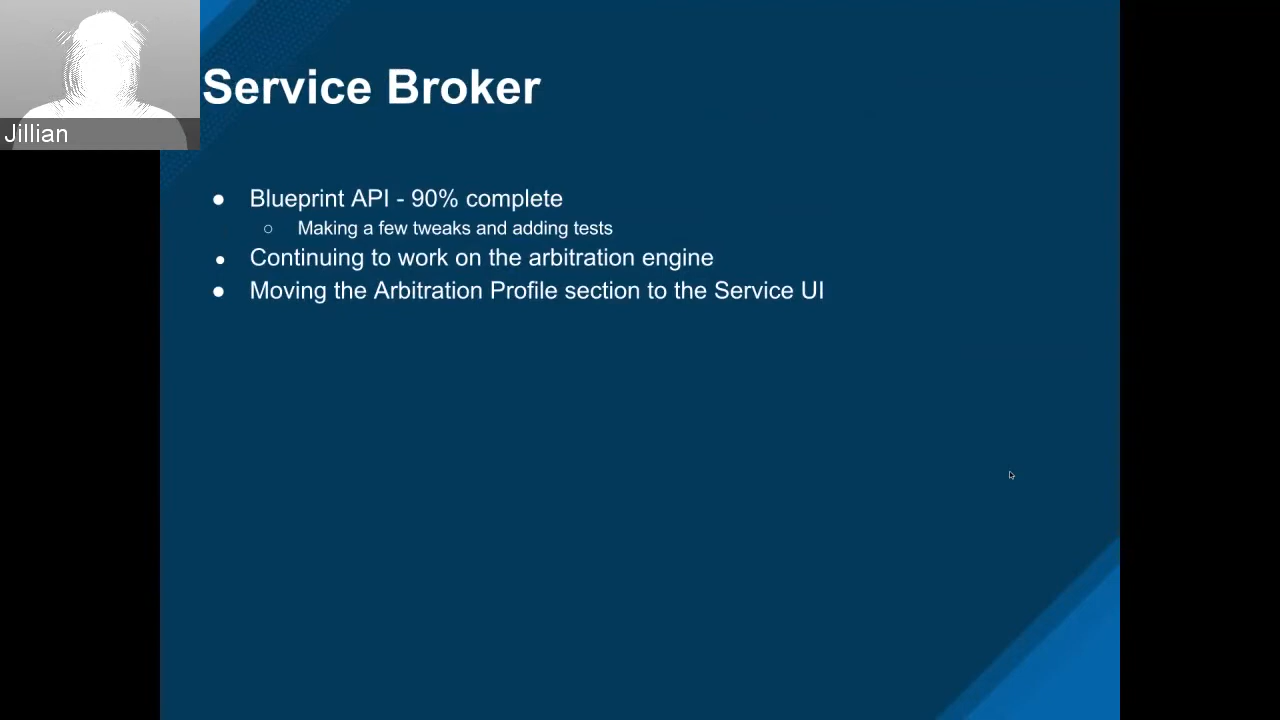 Service Broker
Jillian
● Blueprint API - 90% complete
○ Making a few tweaks and adding tests
● Continuing to work on the arbitration engine
● Moving the Arbitration Profile section to the Service UI